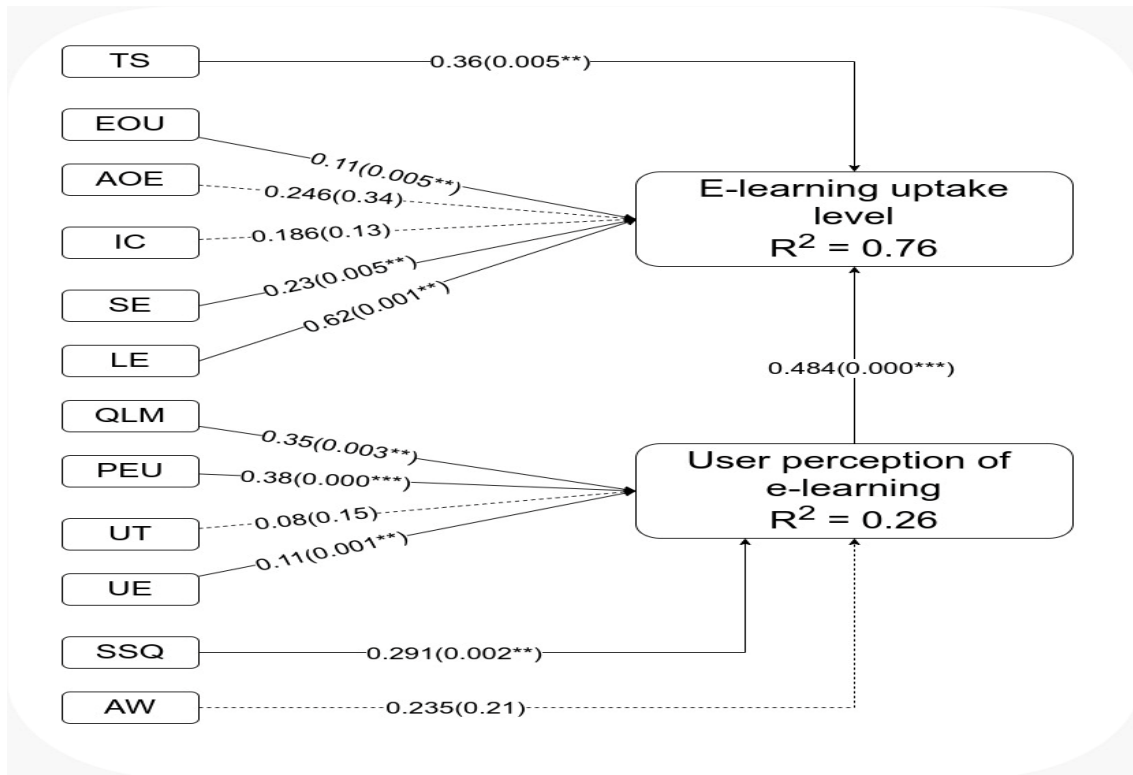 TS
0.36(0.005**)
EOU
0.11(0.005**)
AOE
0.246(0.34)
E-learning uptake
level
R² = 0.76
IC
0.186(0.13)
SE
0.23(0.005**)
LE
0.62(0.001**)
0.484(0.000***)
QLM
0.35(0.003**)
PEU
0.38(0.000***)
User perception of
e-learning
R² = 0.26
UT
0.08(0.15)
UE
0.11(0.001**)
SSQ
0.291(0.002**)
AW
0.235(0.21)